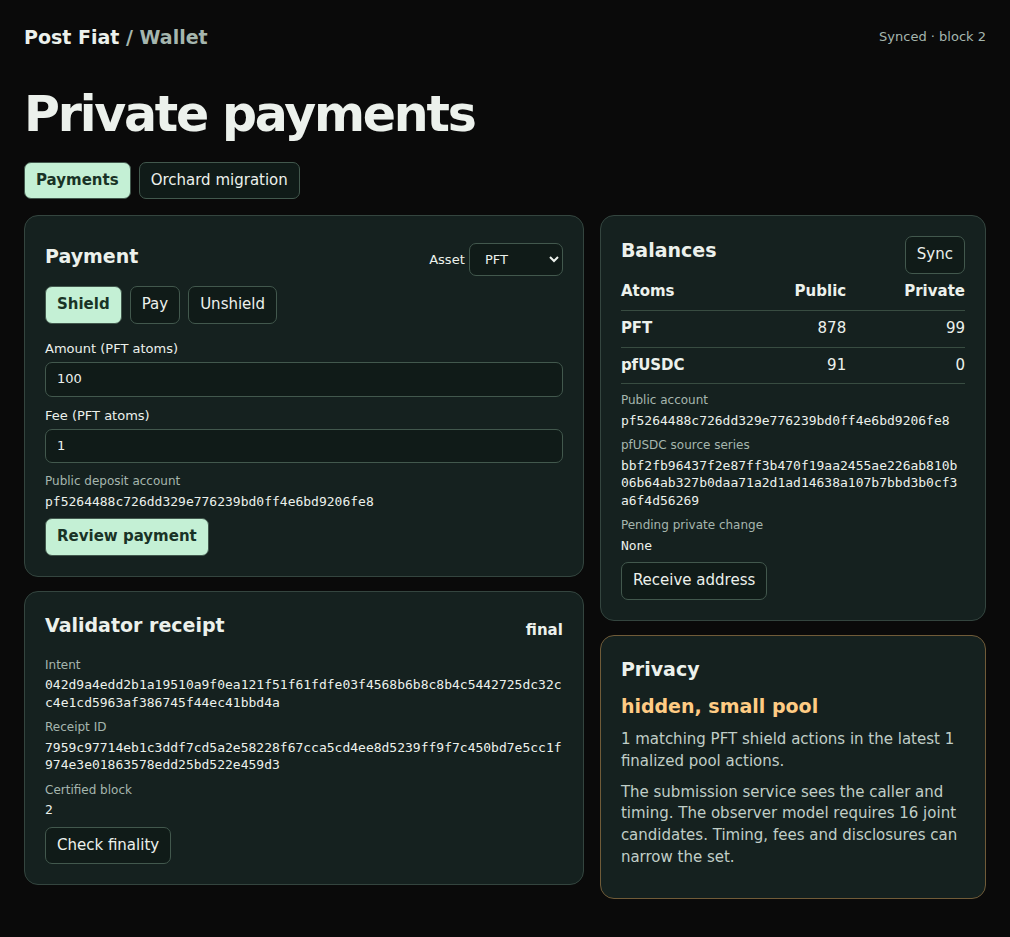 Post Fiat / Wallet
Synced · block 2
Private payments
Payments
Orchard migration
Payment
Asset PFT
Shield
Pay
Unshield
Amount (PFT atoms)
100
Fee (PFT atoms)
1
Public deposit account
pf5264488c726dd329e776239bd0ff4e6bd9206fe8
Review payment
Validator receipt
final
Intent
042d9a4edd2b1a19510a9f0ea121f51f61fdfe03f4568b6b8c8b4c5442725dc32c
c4e1cd5963af386745f44ec41bbd4a
Receipt ID
7959c97714eb1c3ddf7cd5a2e58228f67cca5cd4ee8d5239ff9f7c450bd7e5cc1f
974e3e01863578edd25bd522e459d3
Certified block
2
Check finality
Balances
Sync
Atoms Public Private
PFT 878 99
pfUSDC 91 0
Public account
pf5264488c726dd329e776239bd0ff4e6bd9206fe8
pfUSDC source series
bbf2fb96437f2e87ff3b470f19aa2455ae226ab810b
06b64ab327b0daa71a2d1ad14638a107b7bbd3b0cf3
a6f4d56269
Pending private change
None
Receive address
Privacy
hidden, small pool
1 matching PFT shield actions in the latest 1
finalized pool actions.
The submission service sees the caller and
timing. The observer model requires 16 joint
candidates. Timing, fees and disclosures can
narrow the set.